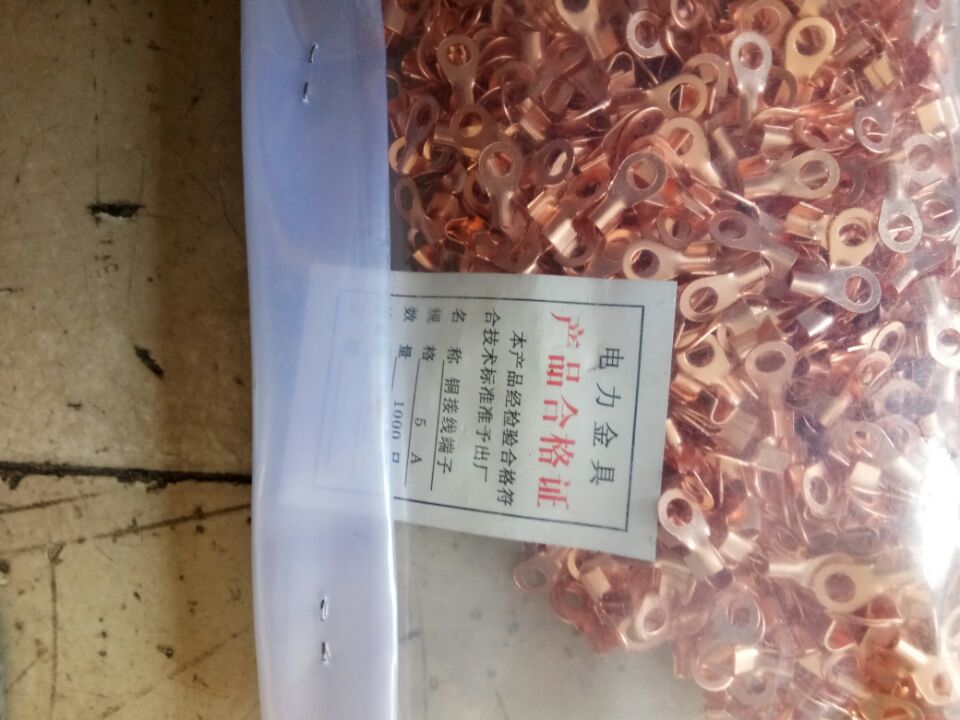 电力金具
产品合格证
本产品经检验合格符
合技术标准准予出厂
名称 铜接线端子
规格 5 A
数量 1000